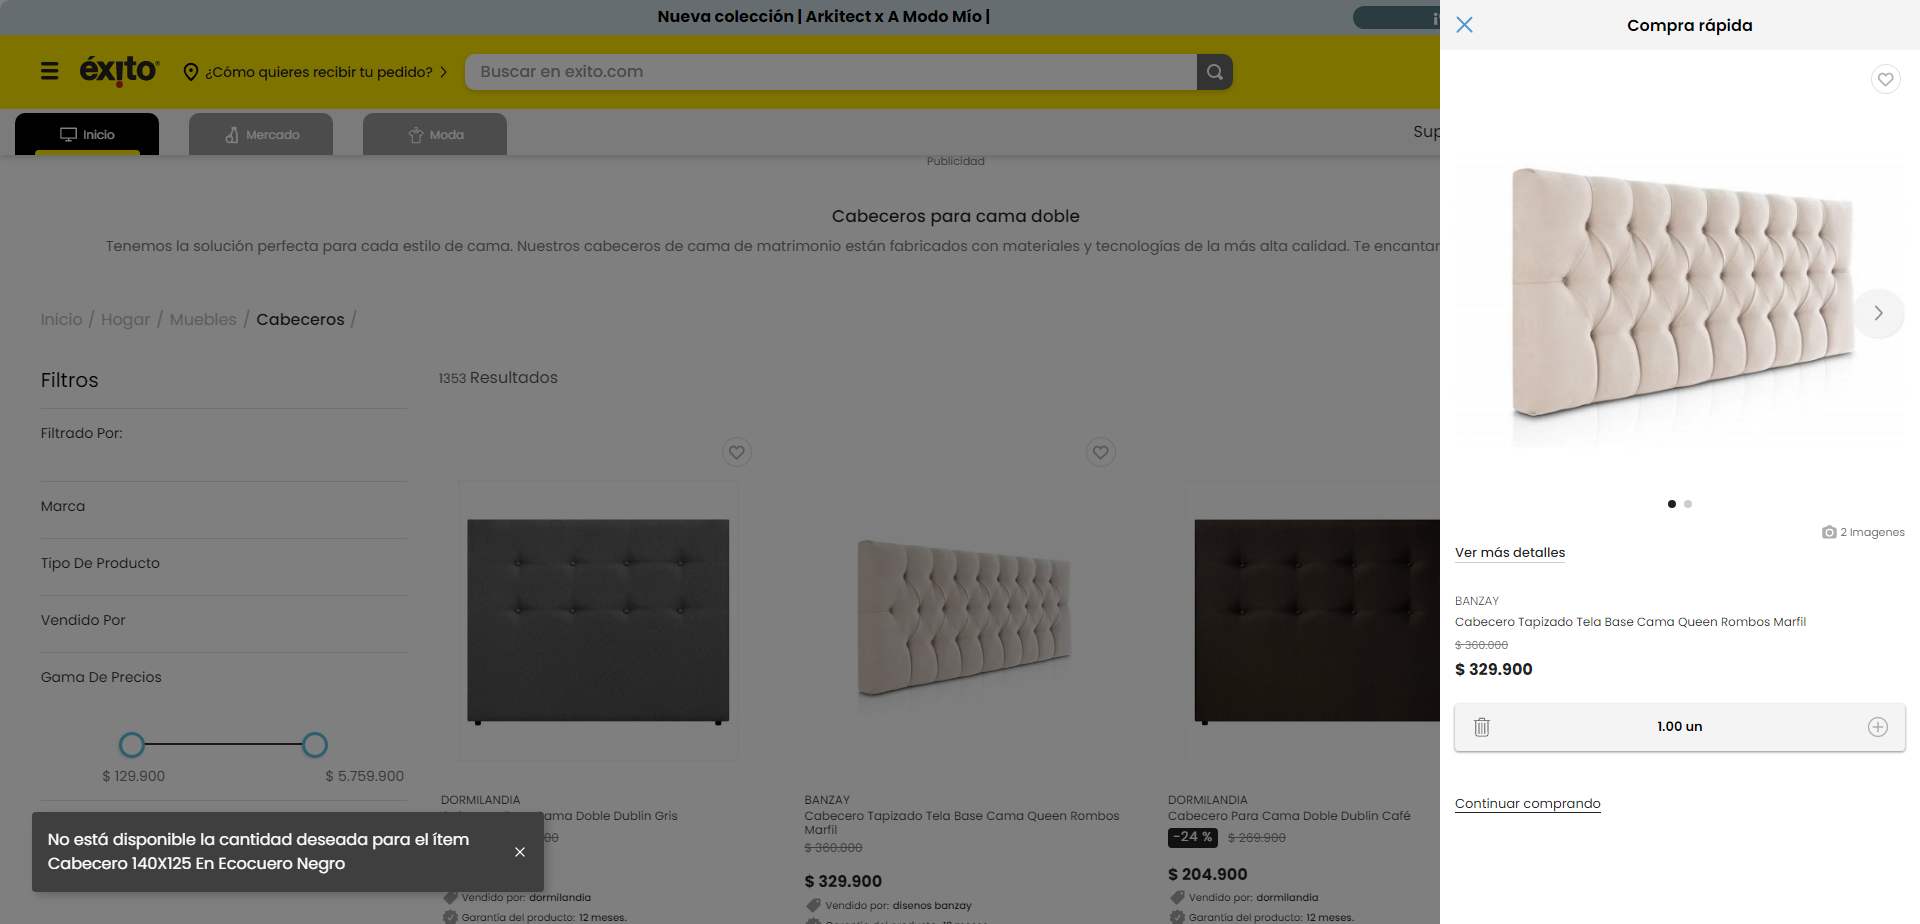 Nueva colección | Arkitect x A Modo Mío |
éxito
¿Cómo quieres recibir tu pedido?
Buscar en exito.com
Inicio
Mercado
Moda
Publicidad
Cabeceros para cama doble
Tenemos la solución perfecta para cada estilo de cama. Nuestros cabeceros de cama de matrimonio están fabricados con materiales y tecnologías de la más alta calidad. Te encantar
Inicio / Hogar / Muebles / Cabeceros /
Filtros
Filtrado Por:
Marca
Tipo De Producto
Vendido Por
Gama De Precios
$ 129.900
$ 5.759.900
1353 Resultados
DORMILANDIA
Cama Doble Dublin Gris
Vendido por: dormilandia
Garantía del producto: 12 meses.
BANZAY
Cabecero Tapizado Tela Base Cama Queen Rombos
Marfil
$ 360.000
$ 329.900
Vendido por: disenos banzay
DORMILANDIA
Cabecero Para Cama Doble Dublín Café
-24 % $ 269.900
$ 204.900
Vendido por: dormilandia
Garantía del producto: 12 meses.
No está disponible la cantidad deseada para el ítem
Cabecero 140X125 En Ecocuero Negro
Compra rápida
2 Imagenes
Ver más detalles
BANZAY
Cabecero Tapizado Tela Base Cama Queen Rombos Marfil
$ 360.000
$ 329.900
1.00 un
Continuar comprando